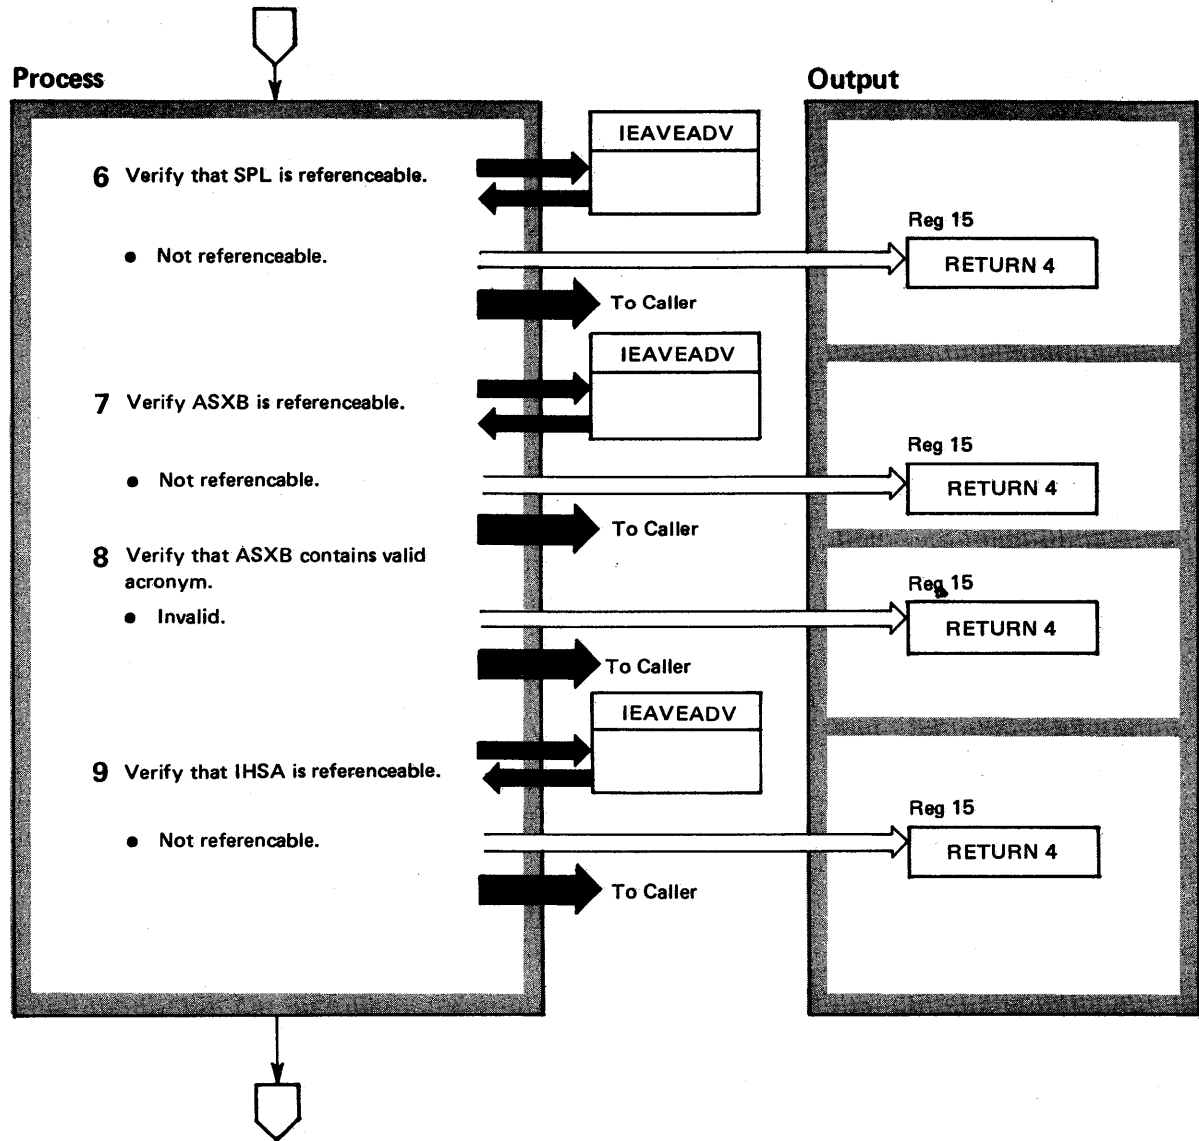 Process
Output
IEAVEADV
6 Verify that SPL is referenceable.
Reg 15
• Not referenceable.
RETURN 4
To Caller
IEAVEADV
7 Verify ASXB is referenceable.
Reg 15
• Not referencable.
RETURN 4
To Caller
8 Verify that ASXB contains valid
acronym.
Reg 15
• Invalid.
RETURN 4
To Caller
IEAVEADV
9 Verify that IHSA is referenceable.
Reg 15
• Not referencable.
RETURN 4
To Caller